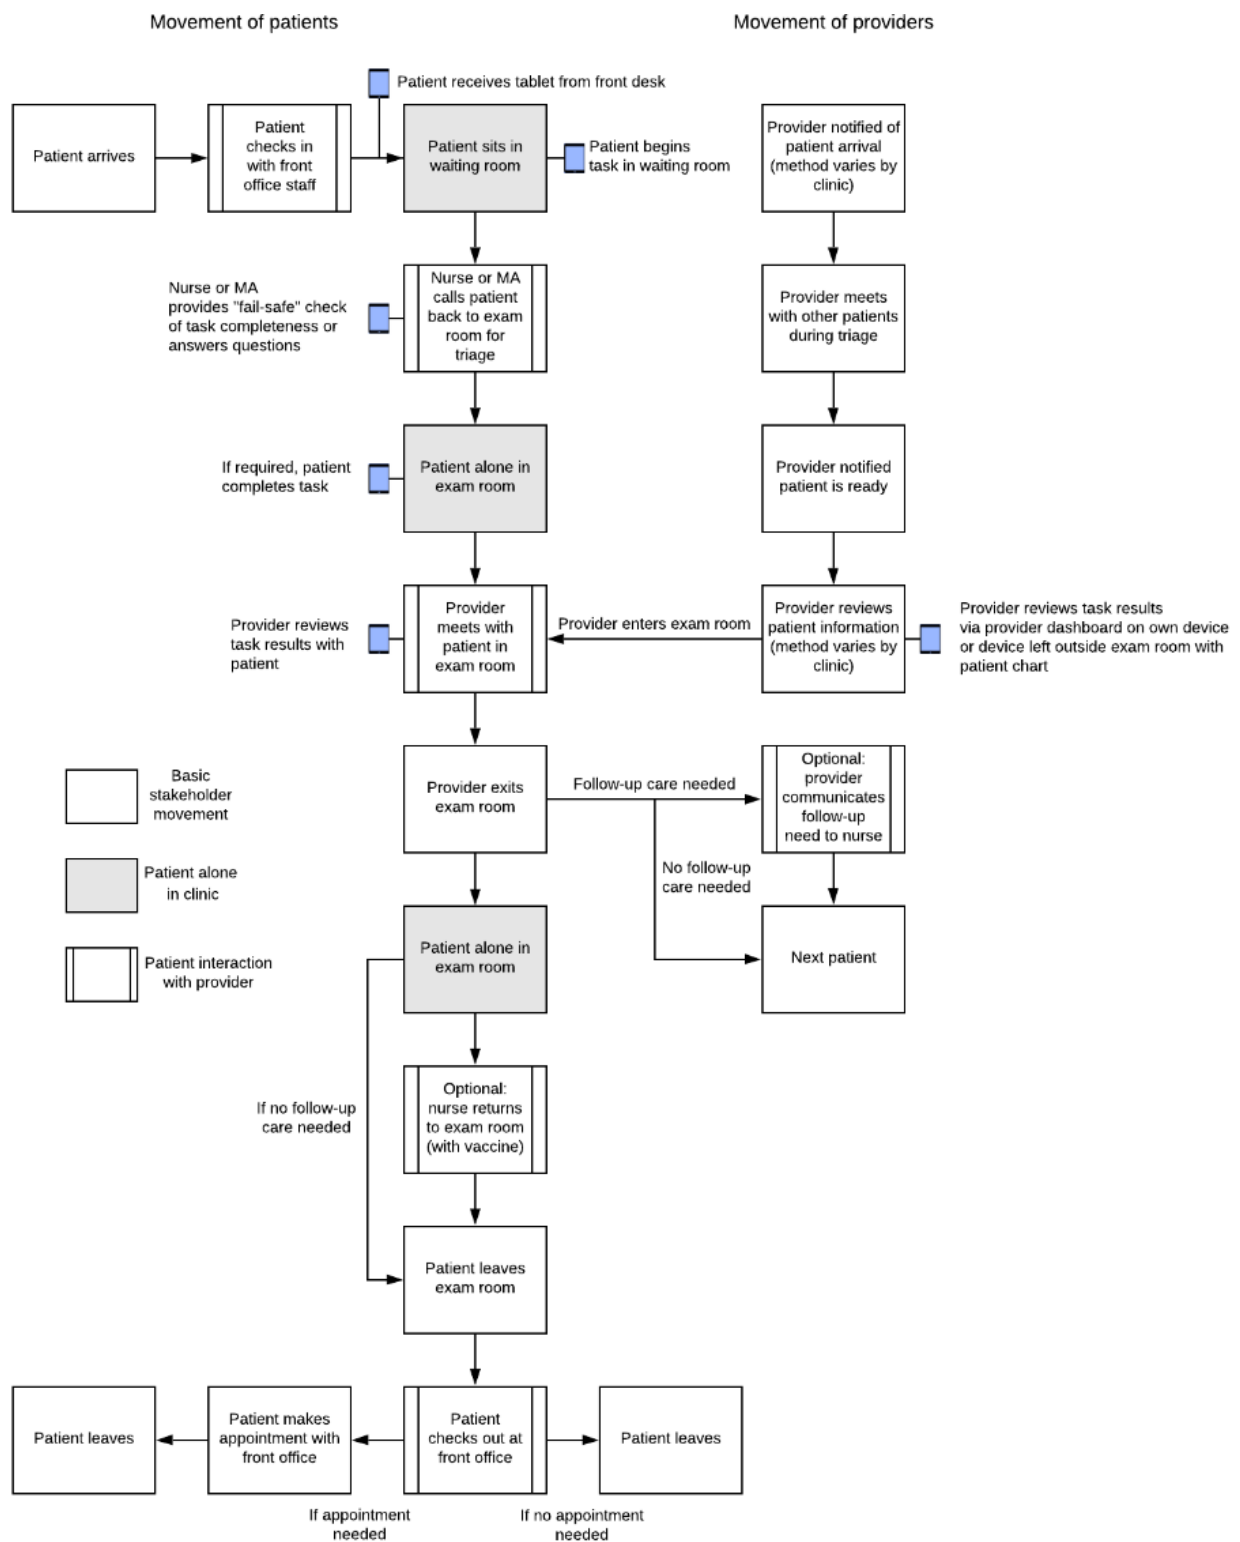 Movement of patients
Movement of providers
Patient receives tablet from front desk
Patient arrives
Patient
checks in
with front
office staff
Patient sits in
waiting room
Patient begins
task in waiting room
Provider notified of
patient arrival
(method varies by
clinic)
Nurse or MA
provides "fail-safe" check
of task completeness or
answers questions
Nurse or MA
calls patient
back to exam
room for
triage
Provider meets
with other patients
during triage
If required, patient
completes task
Patient alone in
exam room
Provider notified
patient is ready
Provider reviews
task results with
patient
Provider
meets with
patient in
exam room
Provider enters exam room
Provider reviews
patient information
(method varies by
clinic)
Provider reviews task results
via provider dashboard on own device
or device left outside exam room with
patient chart
Basic
stakeholder
movement
Provider exits
exam room
Follow-up care needed
Optional:
provider
communicates
follow-up
need to nurse
Patient alone
in clinic
No follow-up
care needed
Patient alone in
exam room
Next patient
Patient interaction
with provider
If no follow-up
care needed
Optional:
nurse returns
to exam room
(with vaccine)
Patient leaves
exam room
Patient leaves
Patient makes
appointment with
front office
Patient
checks out at
front office
Patient leaves
If appointment
needed
If no appointment
needed